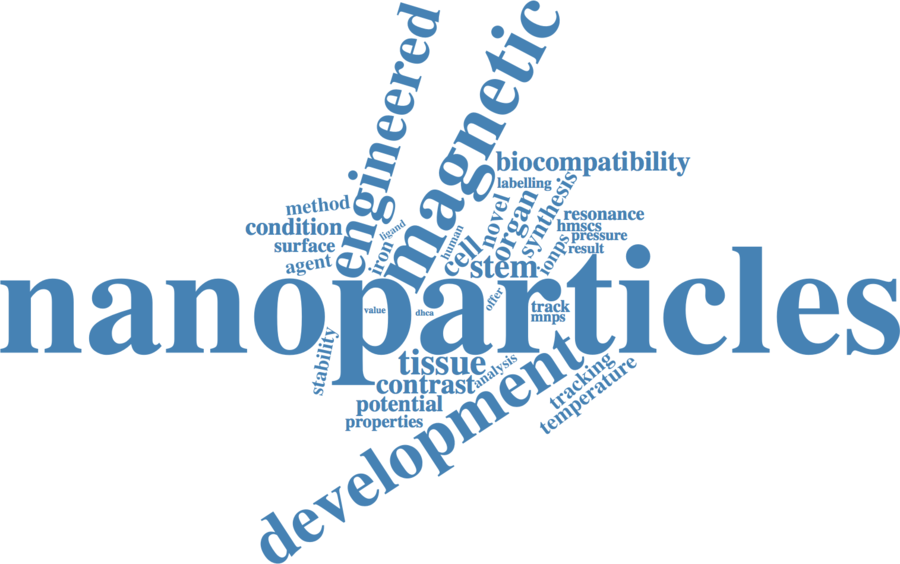 engineered
magnetic
biocompatibility
labelling
method
condition
surface
agent
iron
ligand
human
cell
novel
organ
synthesis
resonance
hmscs
pressure
result
ionps
stem
nanoparticles
value
dhca
offer
track
mnps
stability
tissue
contrast
analysis
potential
properties
development
tracking
temperature